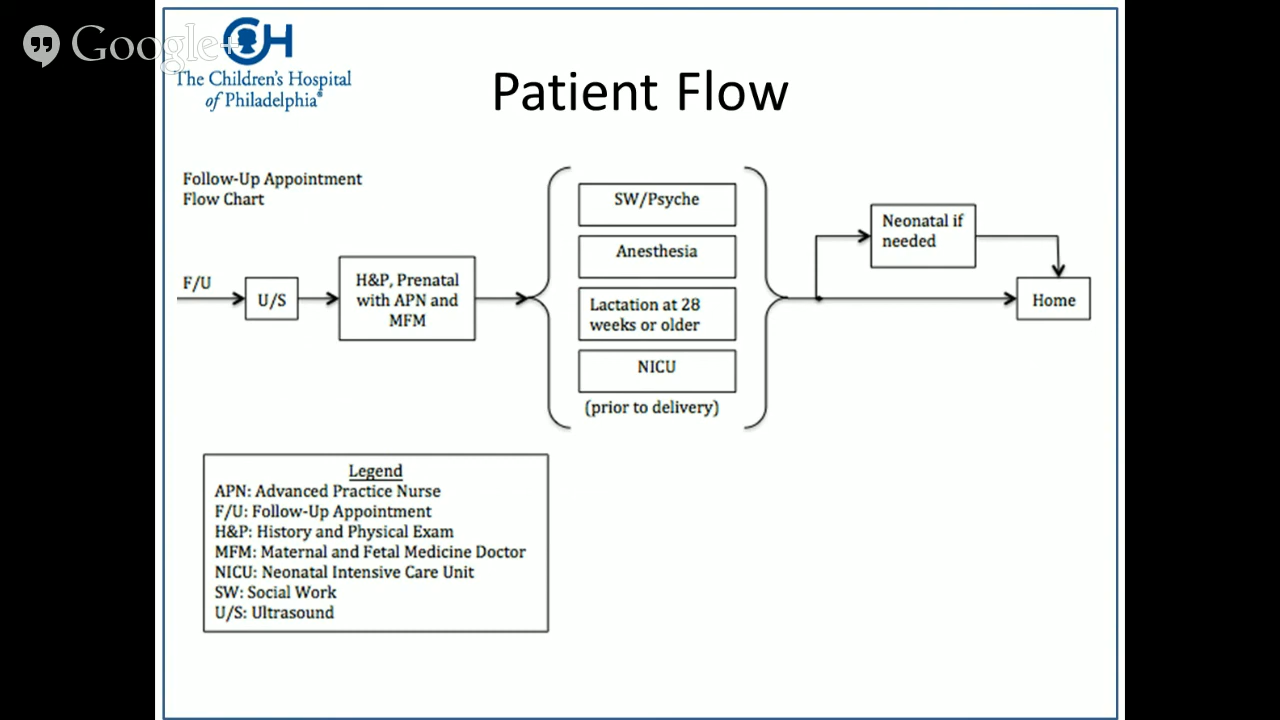 Google+
CH
The Children's Hospital
of Philadelphia®
Patient Flow
Follow-Up Appointment
Flow Chart
F/U
U/S
H&P, Prenatal
with APN and
MFM
SW/Psyche
Anesthesia
Lactation at 28
weeks or older
NICU
(prior to delivery)
Neonatal if
needed
Home
Legend
APN: Advanced Practice Nurse
F/U: Follow-Up Appointment
H&P: History and Physical Exam
MFM: Maternal and Fetal Medicine Doctor
NICU: Neonatal Intensive Care Unit
SW: Social Work
U/S: Ultrasound